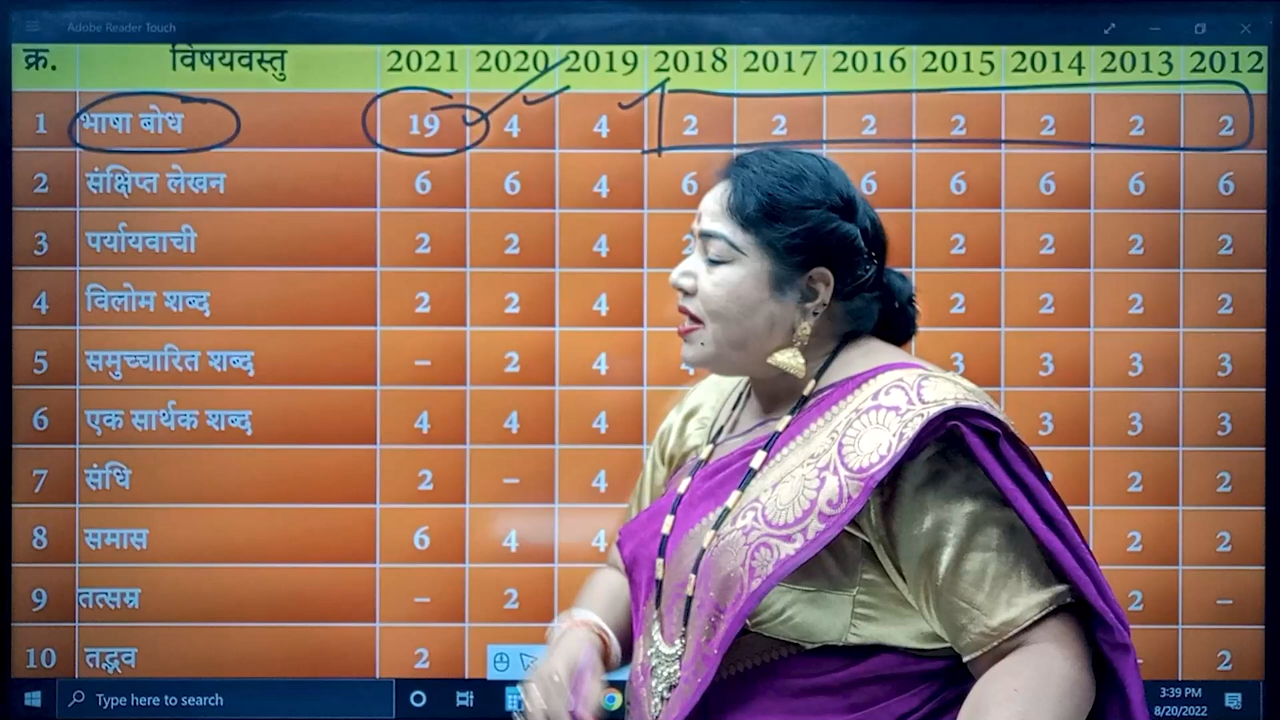 Adobe Reader Touch
क्र. विषयवस्तु 2021 2020 2019 2018 2017 2016 2015 2014 2013 2012
1 भाषा बोध 19 4 4 2 2 2 2 2 2 2
2 संक्षिप्त लेखन 6 6 4 6 6 6 6 6 6
3 पर्यायवाची 2 2 4 2 2 2 2 2
4 विलोम शब्द 2 2 4 2 2 2 2
5 समुच्चारित शब्द – 2 4 3 3 3 3
6 एक सार्थक शब्द 4 4 4 3 3 3
7 संधि 2 – 4 2 2
8 समास 6 4 4 2 2
9 तत्सम्र – 2 2 –
10 तद्भव 2 2
Type here to search 3:39 PM
8/20/2022